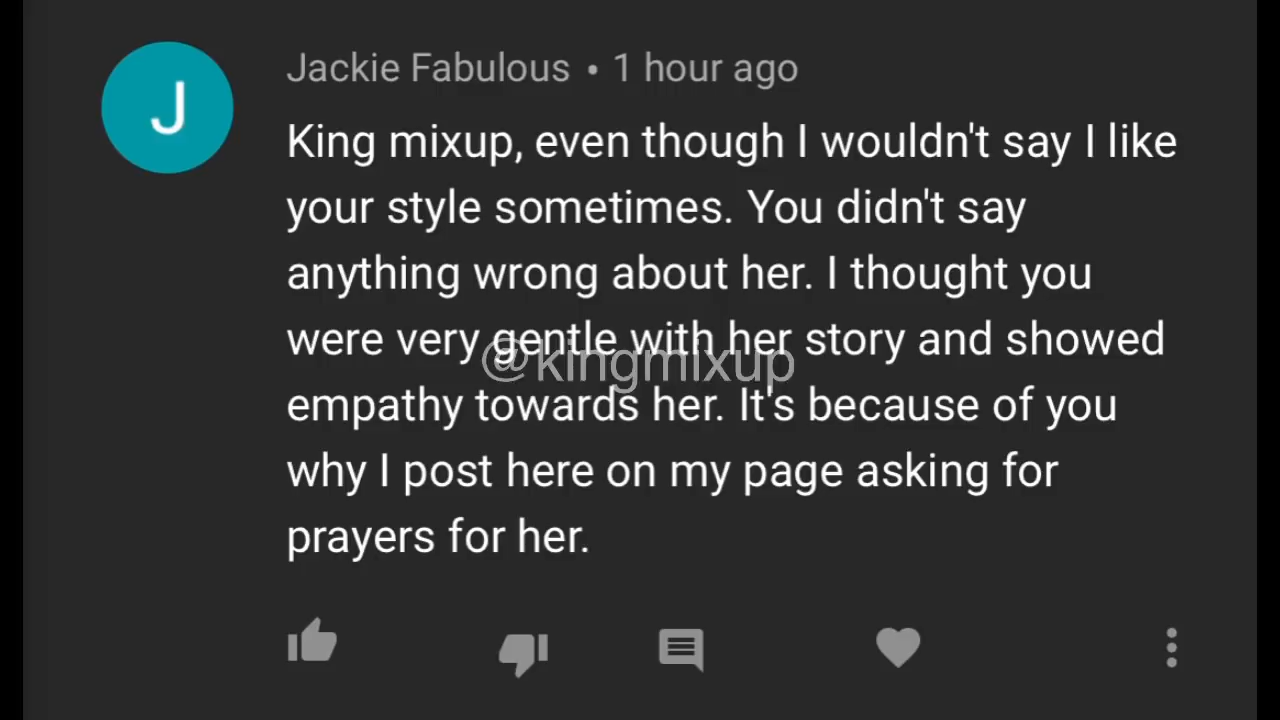 J
Jackie Fabulous • 1 hour ago
King mixup, even though I wouldn't say I like
your style sometimes. You didn't say
anything wrong about her. I thought you
were very gentle with her story and showed
@kingmixup
empathy towards her. It's because of you
why I post here on my page asking for
prayers for her.